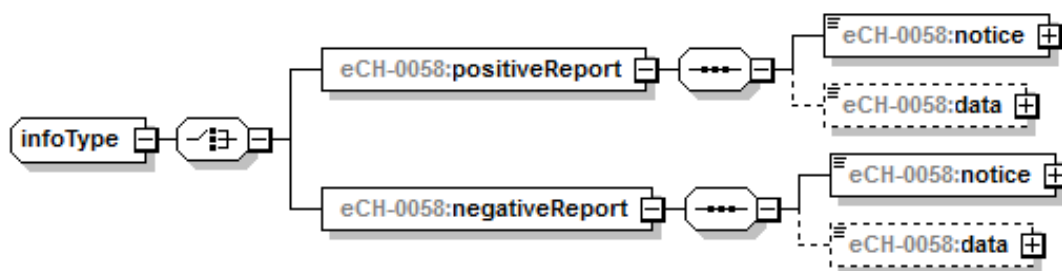 eCH-0058:notice
eCH-0058:positiveReport
eCH-0058:data
infoType
eCH-0058:notice
eCH-0058:negativeReport
eCH-0058:data